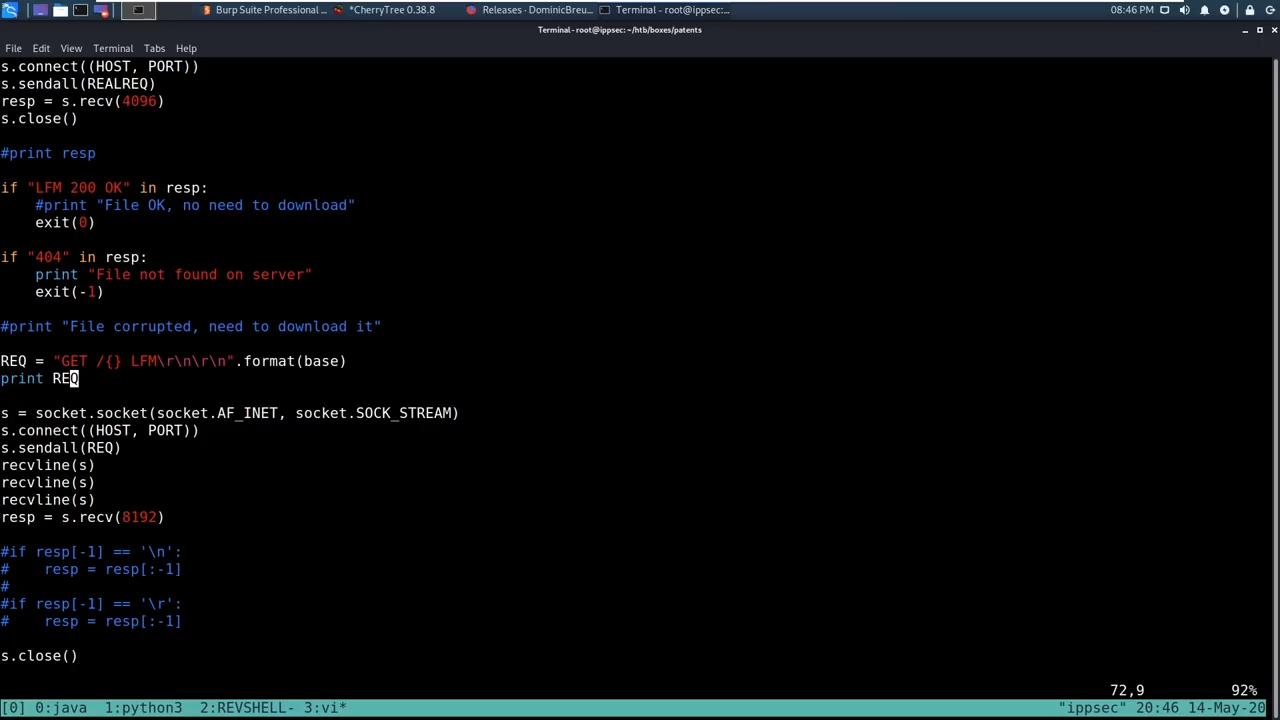 Burp Suite Professional ... *CherryTree 0.38.8 Releases - DominicBreu... Terminal - root@ippsec:... 08:46 PM
Terminal - root@ippsec: ~/htb/boxes/patents
File Edit View Terminal Tabs Help
s.connect((HOST, PORT))
s.sendall(REALREQ)
resp = s.recv(4096)
s.close()
#print resp
if "LFM 200 OK" in resp:
    #print "File OK, no need to download"
    exit(0)
if "404" in resp:
    print "File not found on server"
    exit(-1)
#print "File corrupted, need to download it"
REQ = "GET /{} LFM\r\n\r\n".format(base)
print REQ
s = socket.socket(socket.AF_INET, socket.SOCK_STREAM)
s.connect((HOST, PORT))
s.sendall(REQ)
recvline(s)
recvline(s)
recvline(s)
resp = s.recv(8192)
#if resp[-1] == '\n':
#    resp = resp[:-1]
#
#if resp[-1] == '\r':
#    resp = resp[:-1]
s.close()
72,9 92%
[0] 0:java 1:python3 2:REVSHELL- 3:vi* "ippsec" 20:46 14-May-20